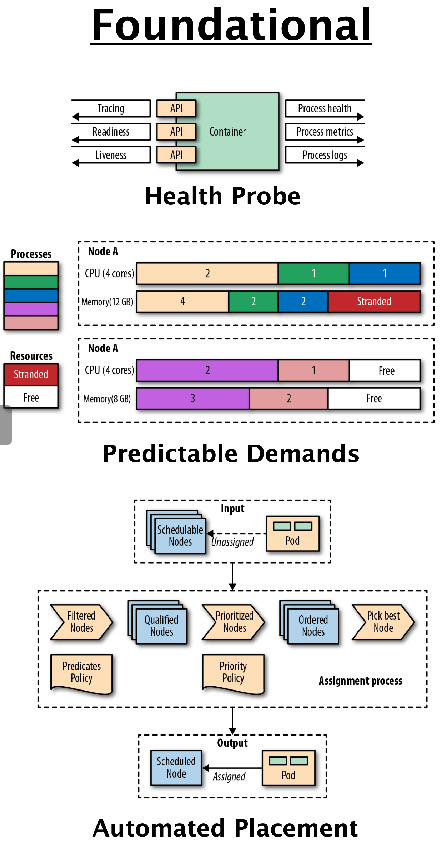 Foundational
Tracing
API
Process health
Readiness
API
Container
Process metrics
Liveness
API
Process logs
Health Probe
Processes
Node A
CPU (4 cores)
2
1
1
Memory(12 GB)
4
2
2
Stranded
Resources
Stranded
Free
Node A
CPU (4 cores)
2
1
Free
Memory(8 GB)
3
2
Free
Predictable Demands
Input
Schedulable
Nodes
Unassigned
Pod
Filtered
Nodes
Qualified
Nodes
Prioritized
Nodes
Ordered
Nodes
Pick best
Node
Predicates
Policy
Priority
Policy
Assignment process
Output
Scheduled
Node
Assigned
Pod
Automated Placement